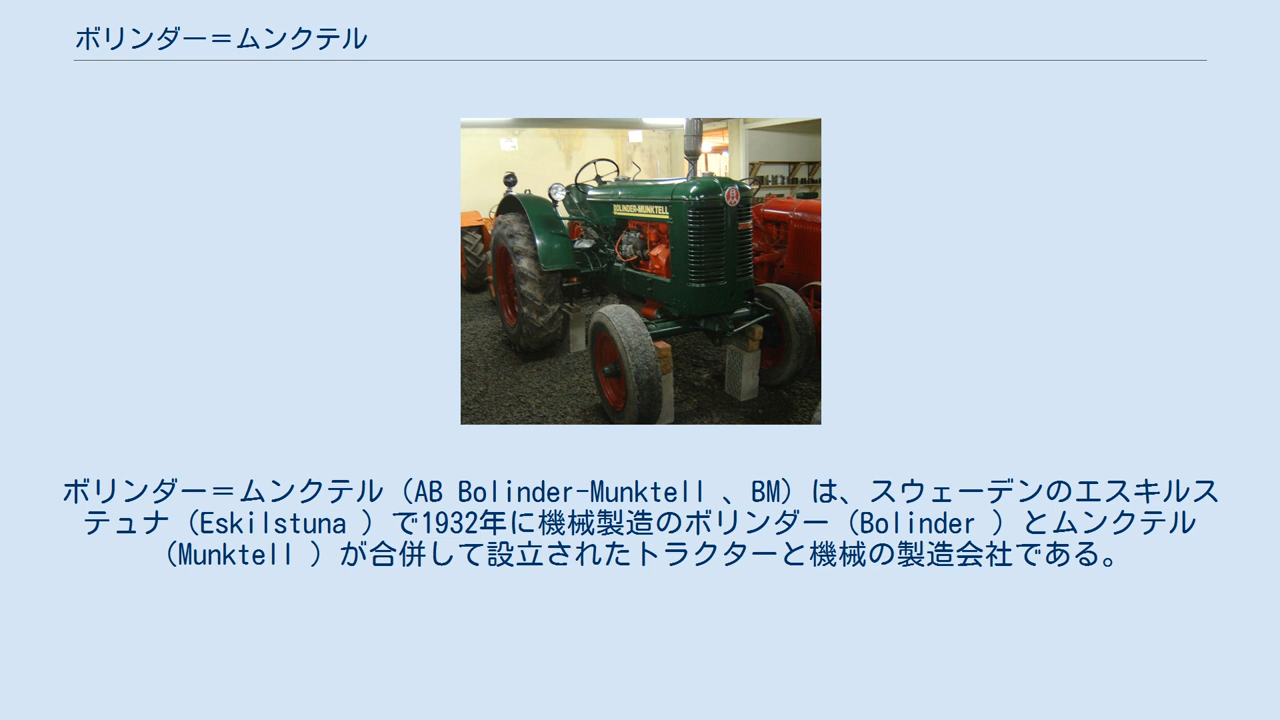 ボリンダー＝ムンクテル
BOLINDER-MUNKTELL
ボリンダー＝ムンクテル（AB Bolinder-Munktell 、BM）は、スウェーデンのエスキルス
テュナ（Eskilstuna ）で1932年に機械製造のボリンダー（Bolinder ）とムンクテル
（Munktell ）が合併して設立されたトラクターと機械の製造会社である。